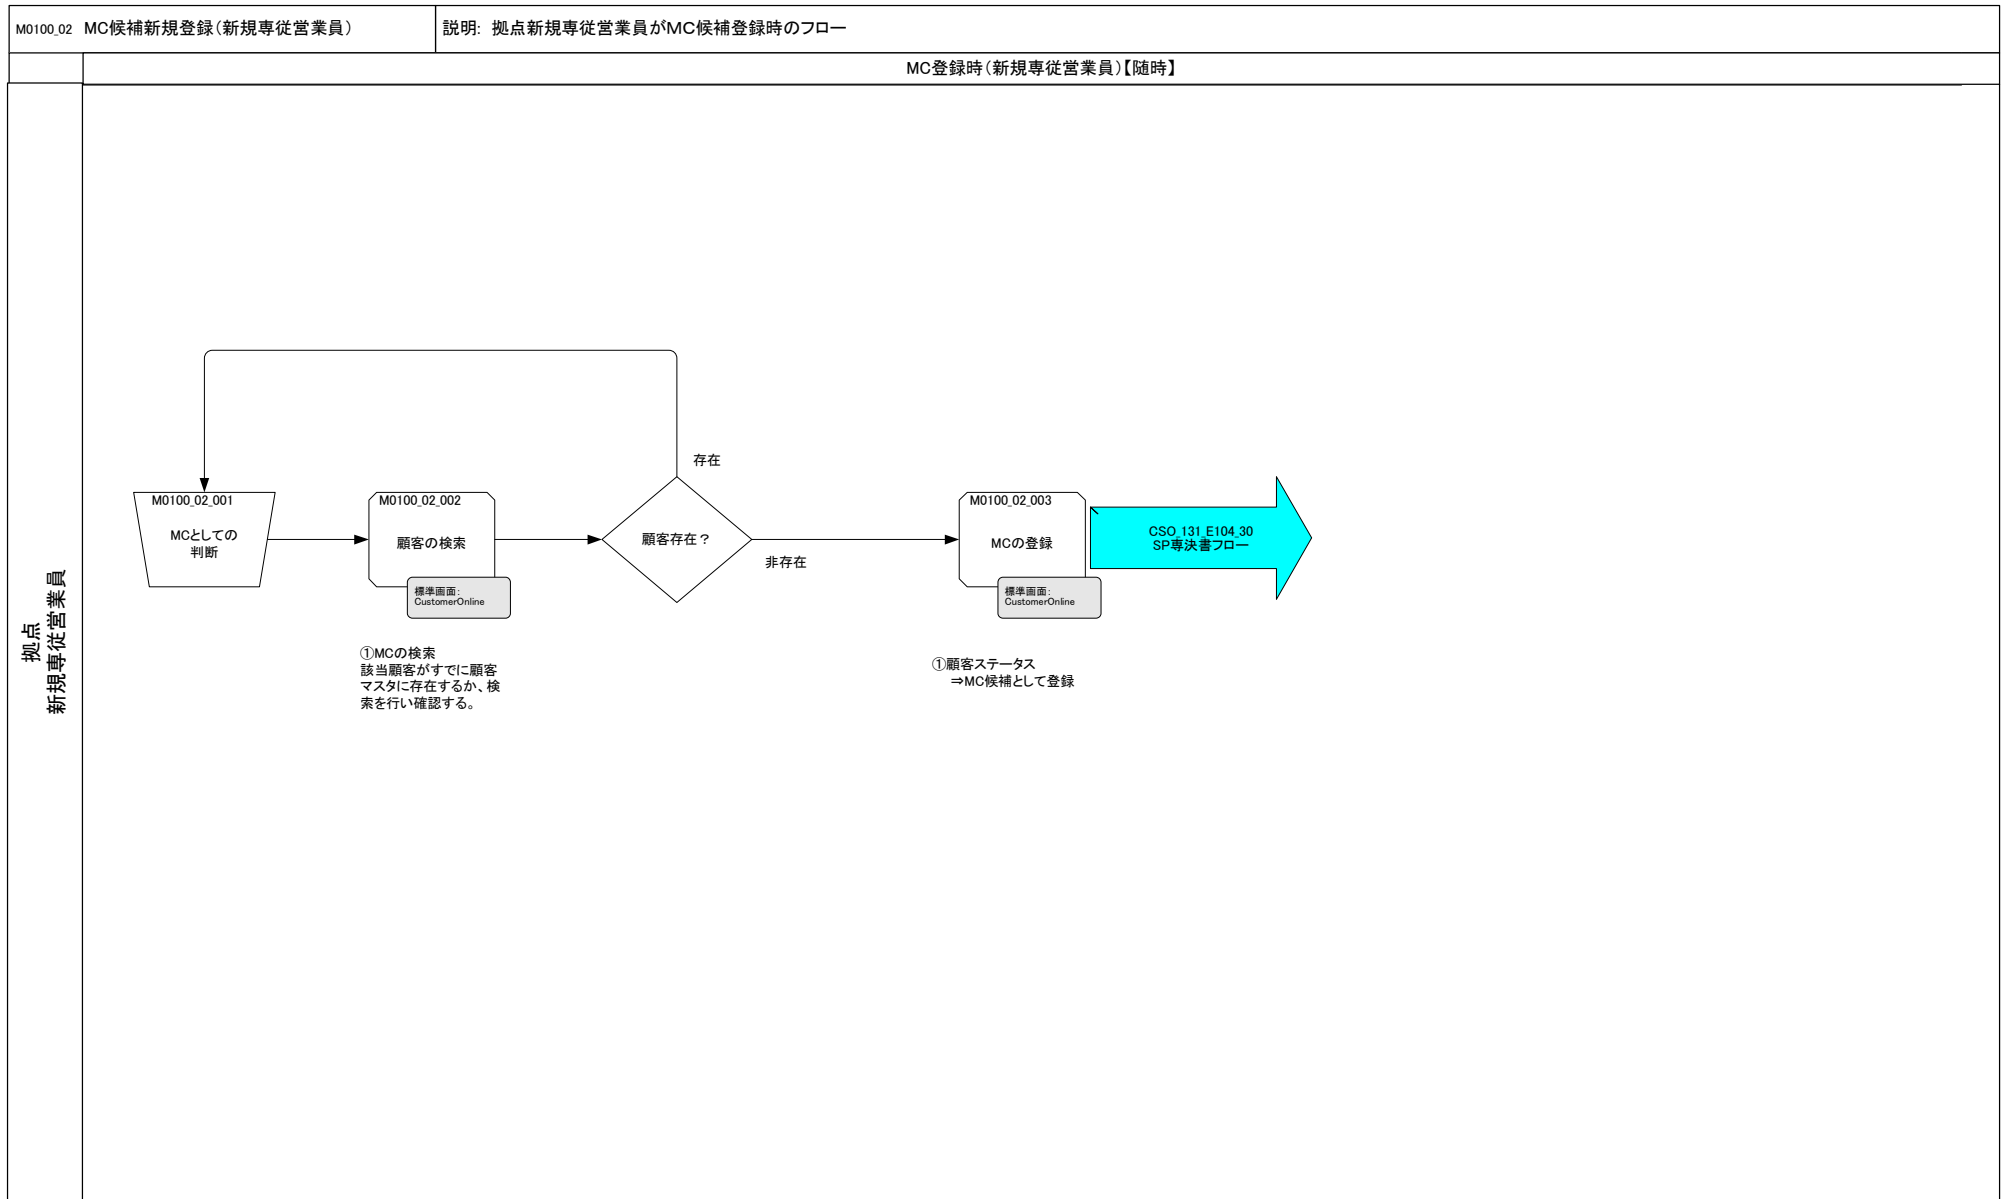 M0100_02 MC候補新規登録（新規専従営業員） 説明: 拠点新規専従営業員がMC候補登録時のフロー
MC登録時（新規専従営業員）【随時】
拠点
新規専従営業員
存在
M0100_02_001
MCとしての
判断
M0100_02_002
顧客の検索
標準画面:
CustomerOnline
顧客存在？
非存在
M0100_02_003
MCの登録
標準画面:
CustomerOnline
CSO_131_E104_30
SP専決書フロー
①MCの検索
該当顧客がすでに顧客
マスタに存在するか、検
索を行い確認する。
①顧客ステータス
⇒MC候補として登録